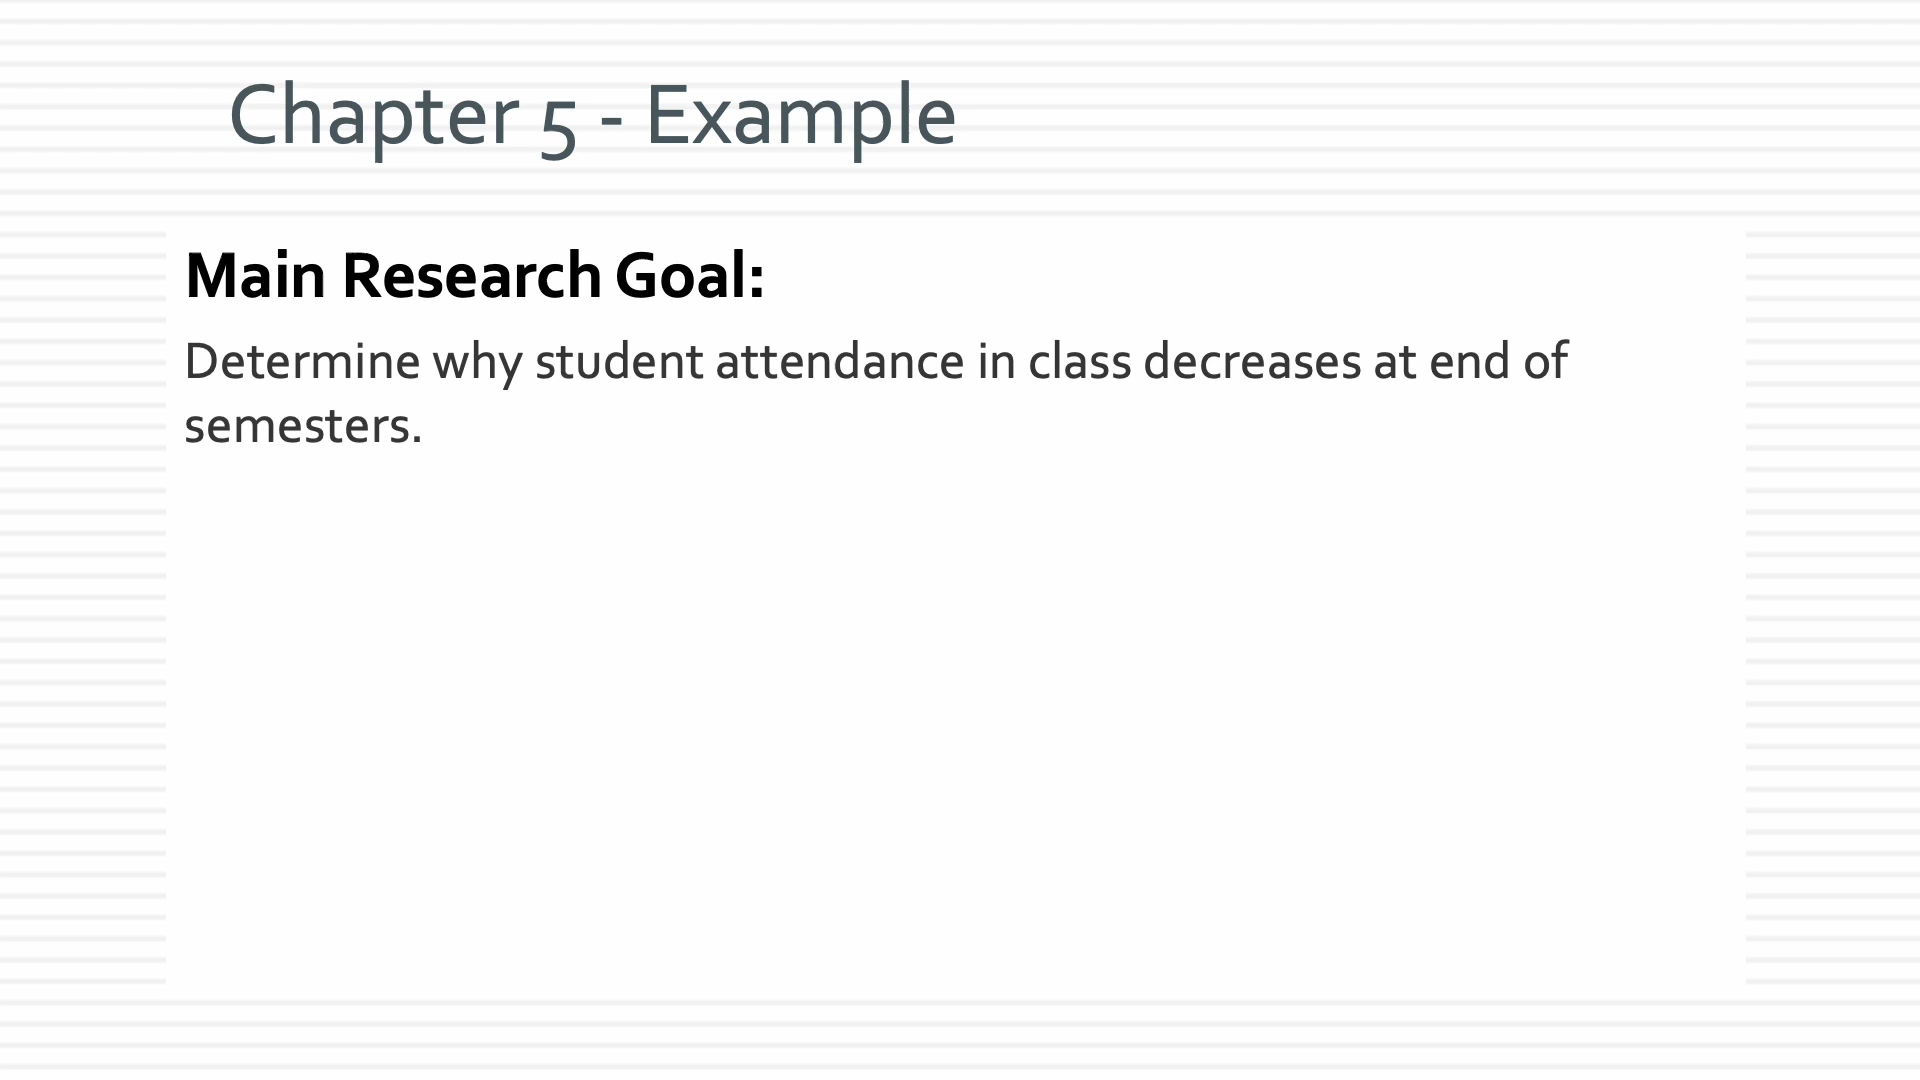 Chapter 5 - Example
Main Research Goal:
Determine why student attendance in class decreases at end of
semesters.